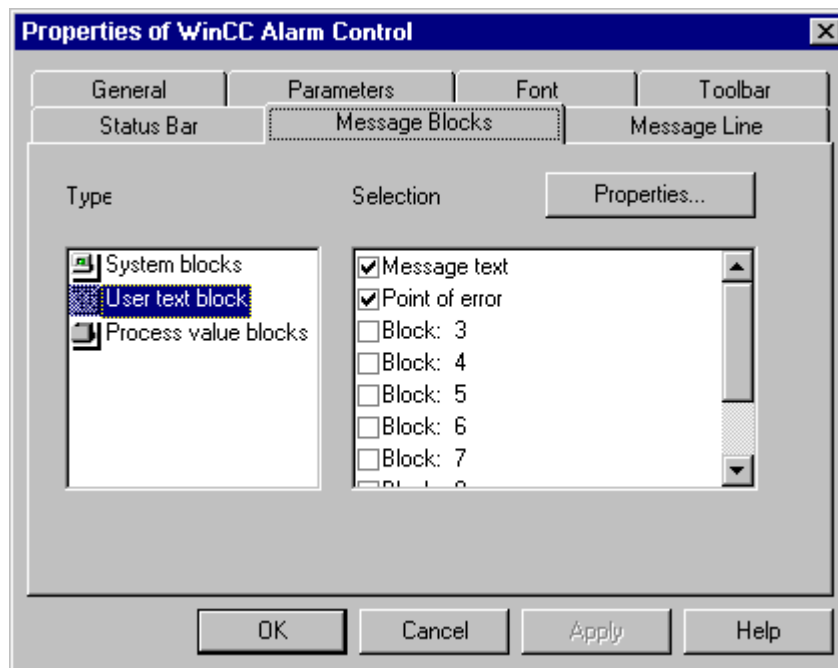 Properties of WinCC Alarm Control
General Parameters Font Toolbar
Status Bar Message Blocks Message Line
Type Selection Properties...
System blocks
User text block
Process value blocks
Message text
Point of error
Block: 3
Block: 4
Block: 5
Block: 6
Block: 7
OK Cancel Apply Help